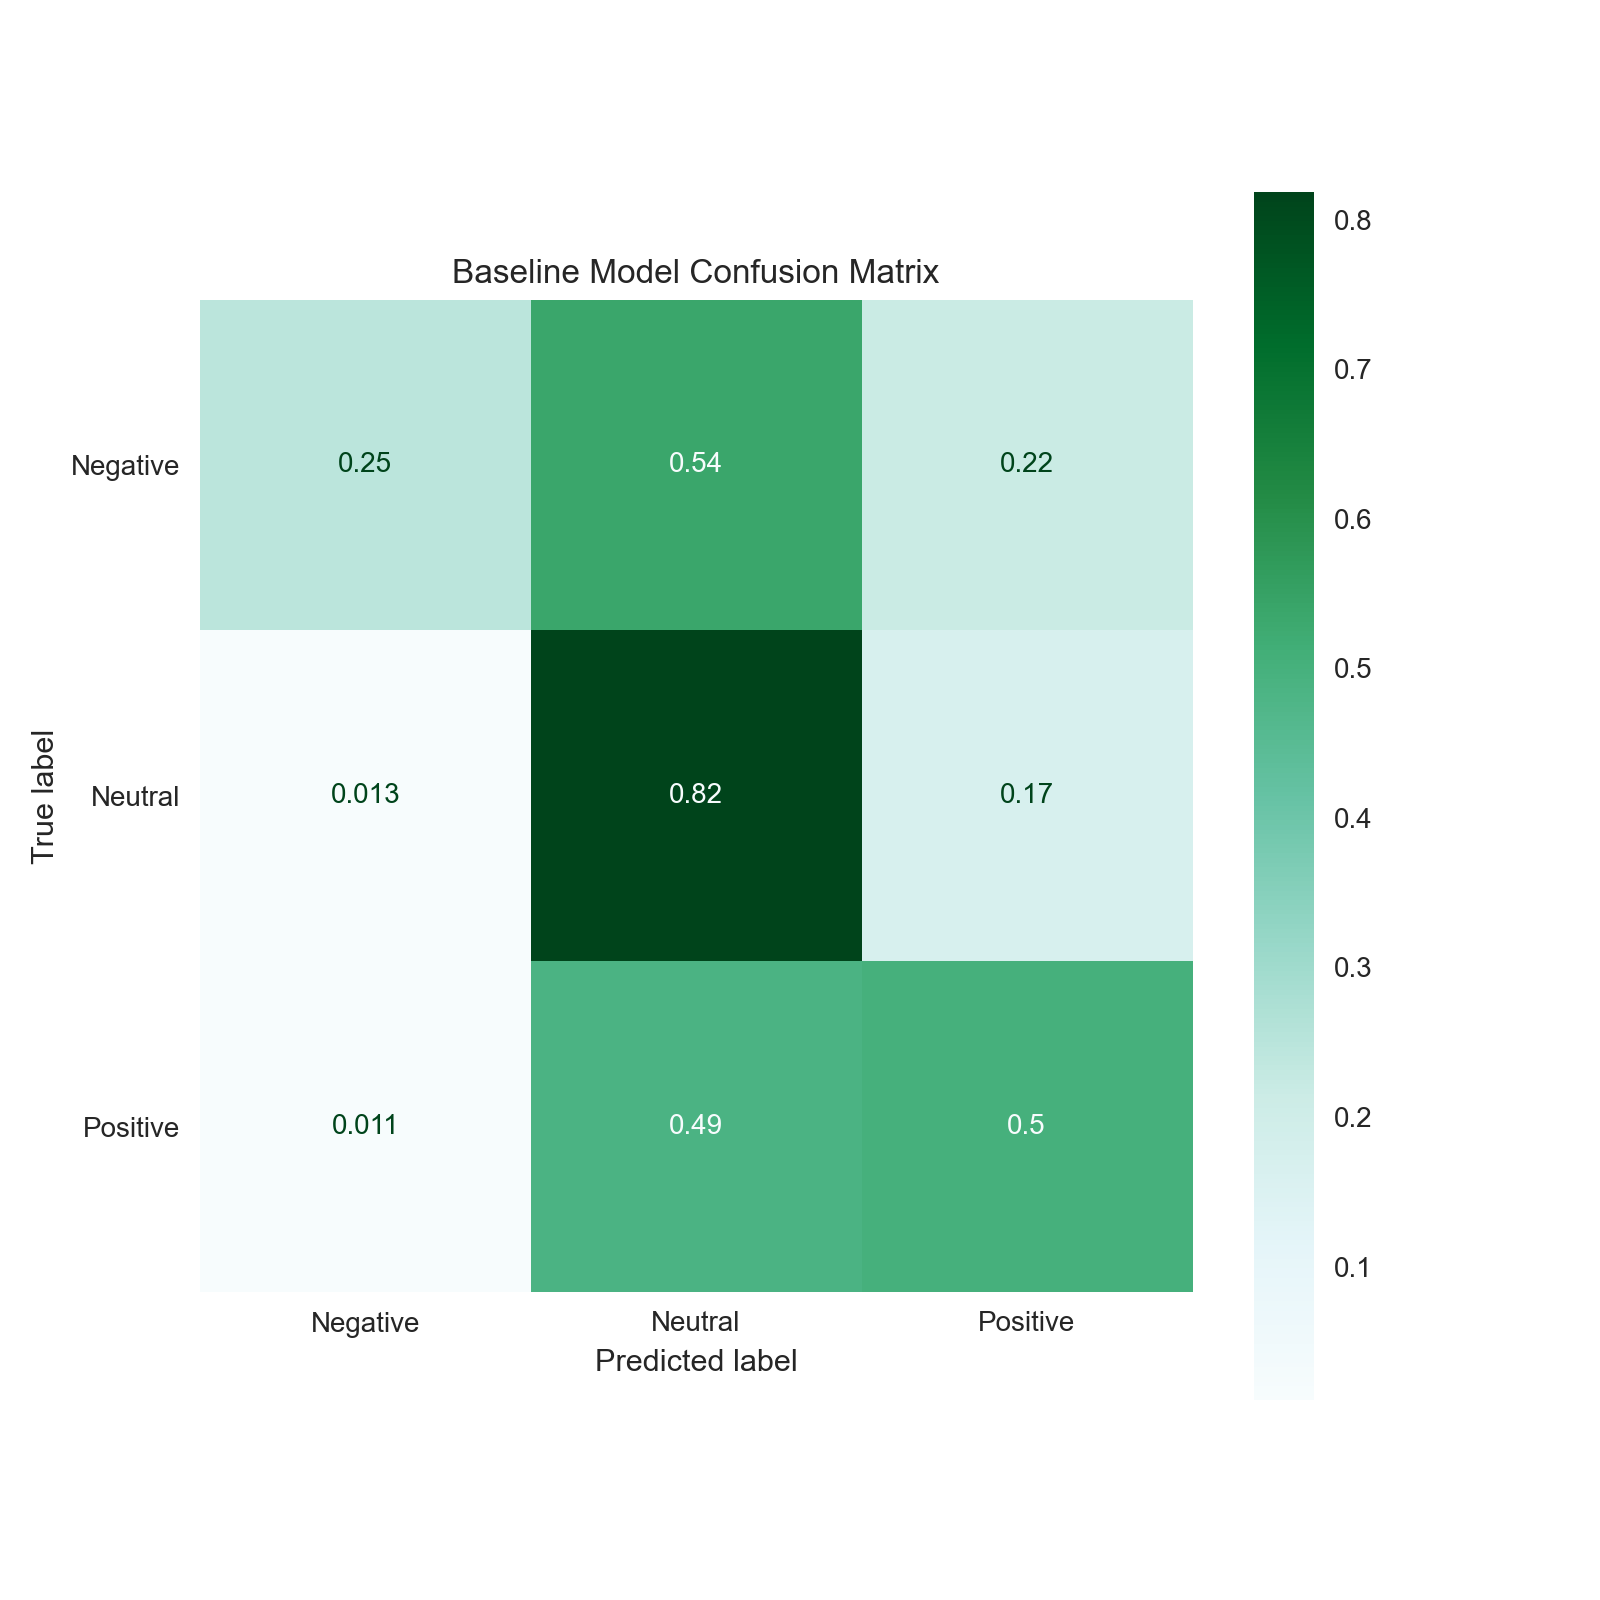 Baseline Model Confusion Matrix
Negative 0.25 0.54 0.22
Neutral 0.013 0.82 0.17
Positive 0.011 0.49 0.5
Negative Neutral Positive
Predicted label
True label
0.8
0.7
0.6
0.5
0.4
0.3
0.2
0.1